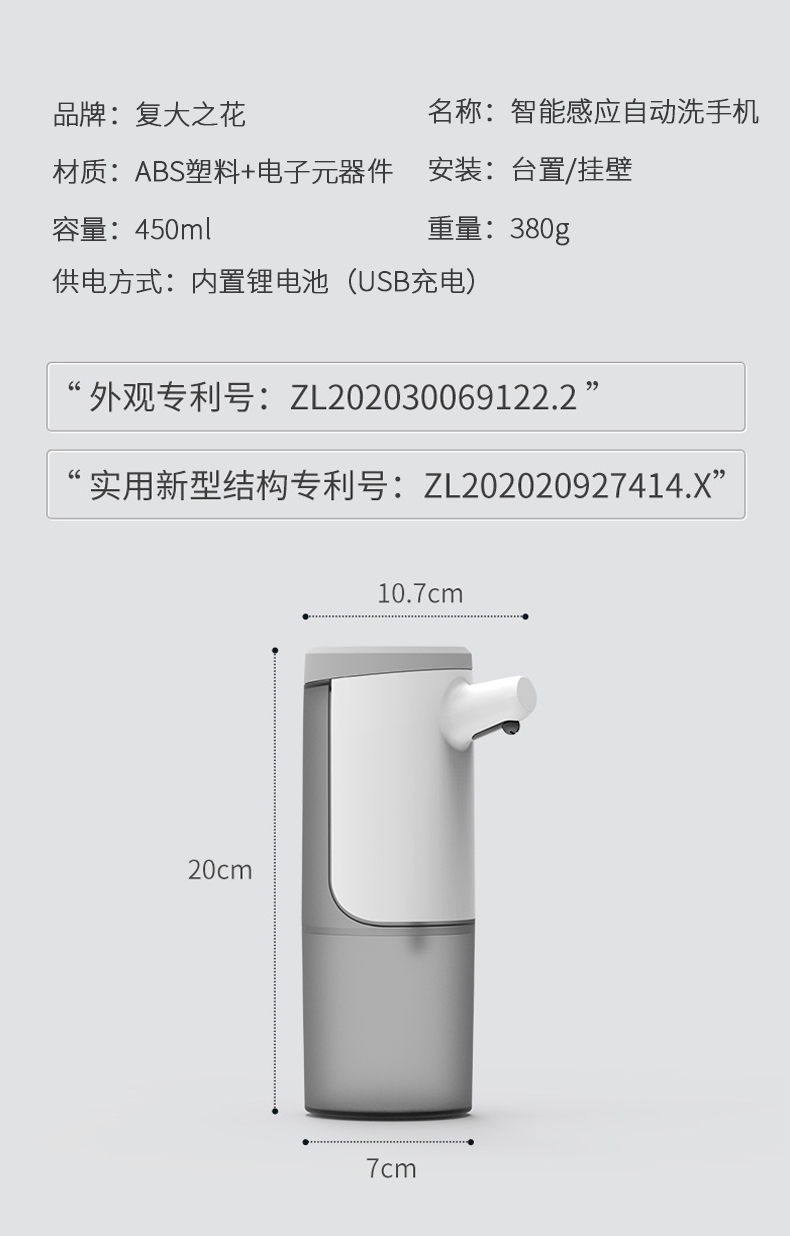 品牌：复大之花
名称：智能感应自动洗手机
材质：ABS塑料+电子元器件
安装：台置/挂壁
容量：450ml
重量：380g
供电方式：内置锂电池（USB充电）
“外观专利号：ZL202030069122.2”
“实用新型结构专利号：ZL202020927414.X”
10.7cm
20cm
7cm